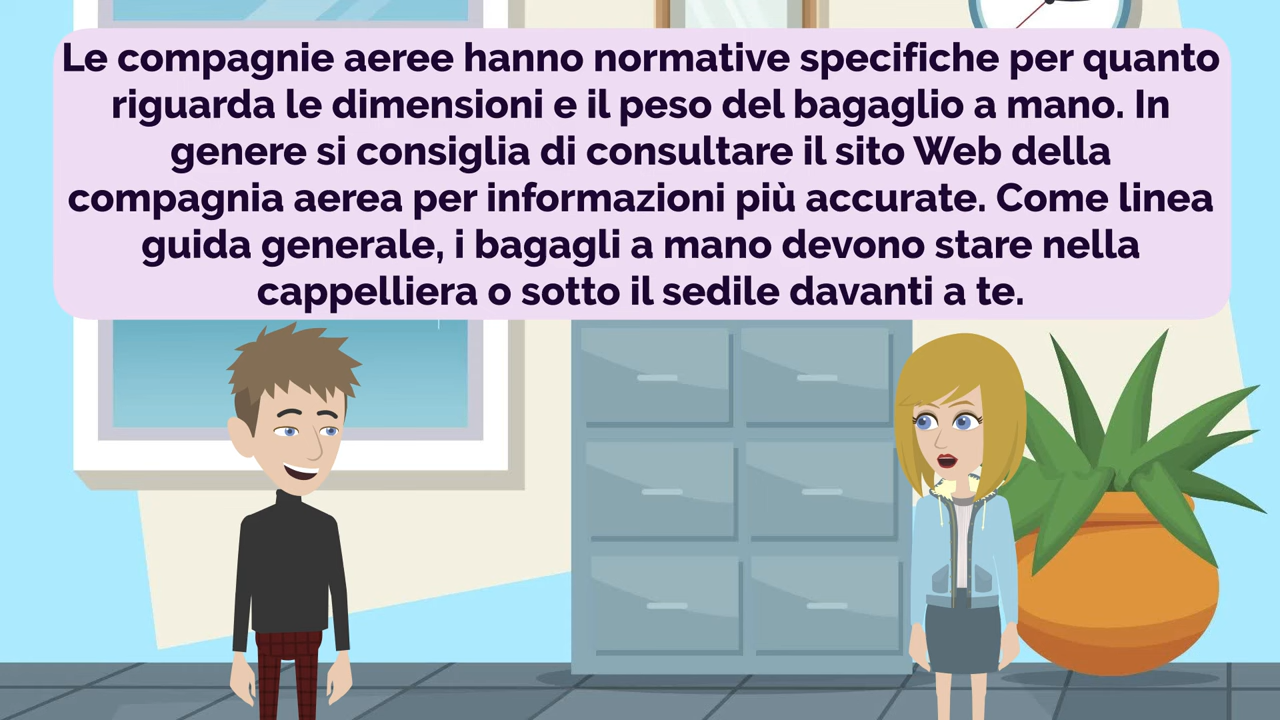 Le compagnie aeree hanno normative specifiche per quanto
riguarda le dimensioni e il peso del bagaglio a mano. In
genere si consiglia di consultare il sito Web della
compagnia aerea per informazioni più accurate. Come linea
guida generale, i bagagli a mano devono stare nella
cappelliera o sotto il sedile davanti a te.